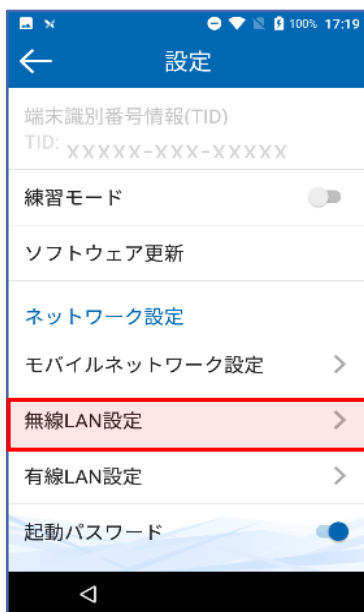 100% 17:19
設定
端末識別番号情報(TID)
TID: XXXXX-XXX-XXXXX
練習モード
ソフトウェア更新
ネットワーク設定
モバイルネットワーク設定
無線LAN設定
有線LAN設定
起動パスワード